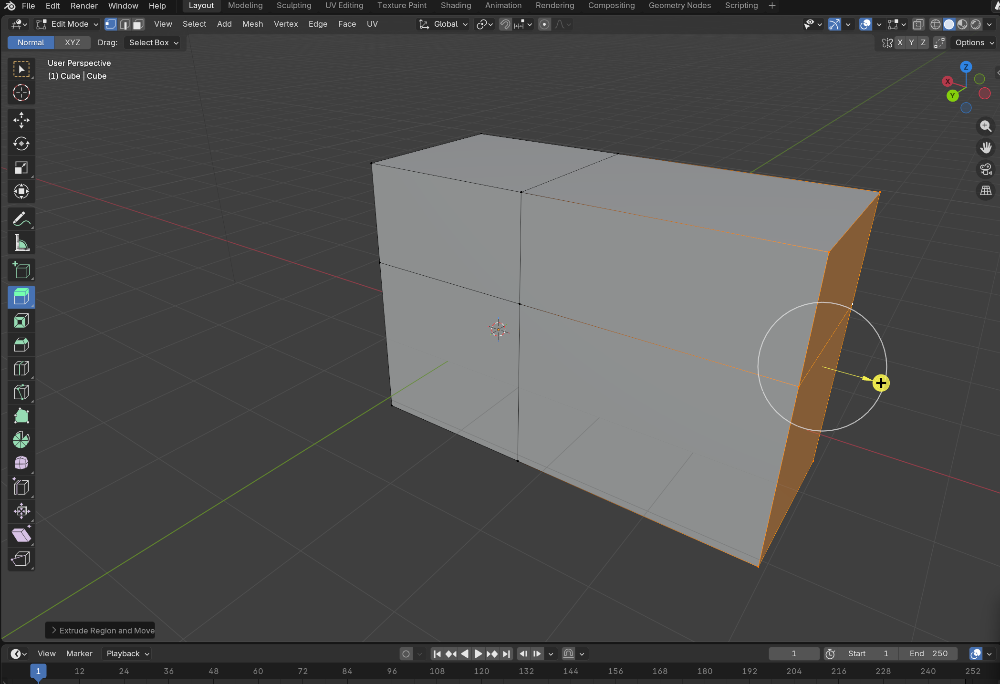 File Edit Render Window Help Layout Modeling Sculpting UV Editing Texture Paint Shading Animation Rendering Compositing Geometry Nodes Scripting +
Edit Mode View Select Add Mesh Vertex Edge Face UV Global
Normal XYZ Drag: Select Box X Y Z Options
User Perspective
(1) Cube | Cube
Z
X
Y
Extrude Region and Move
View Marker Playback 1 Start 1 End 250
1 12 24 36 48 60 72 84 96 108 120 132 144 156 168 180 192 204 216 228 240 252